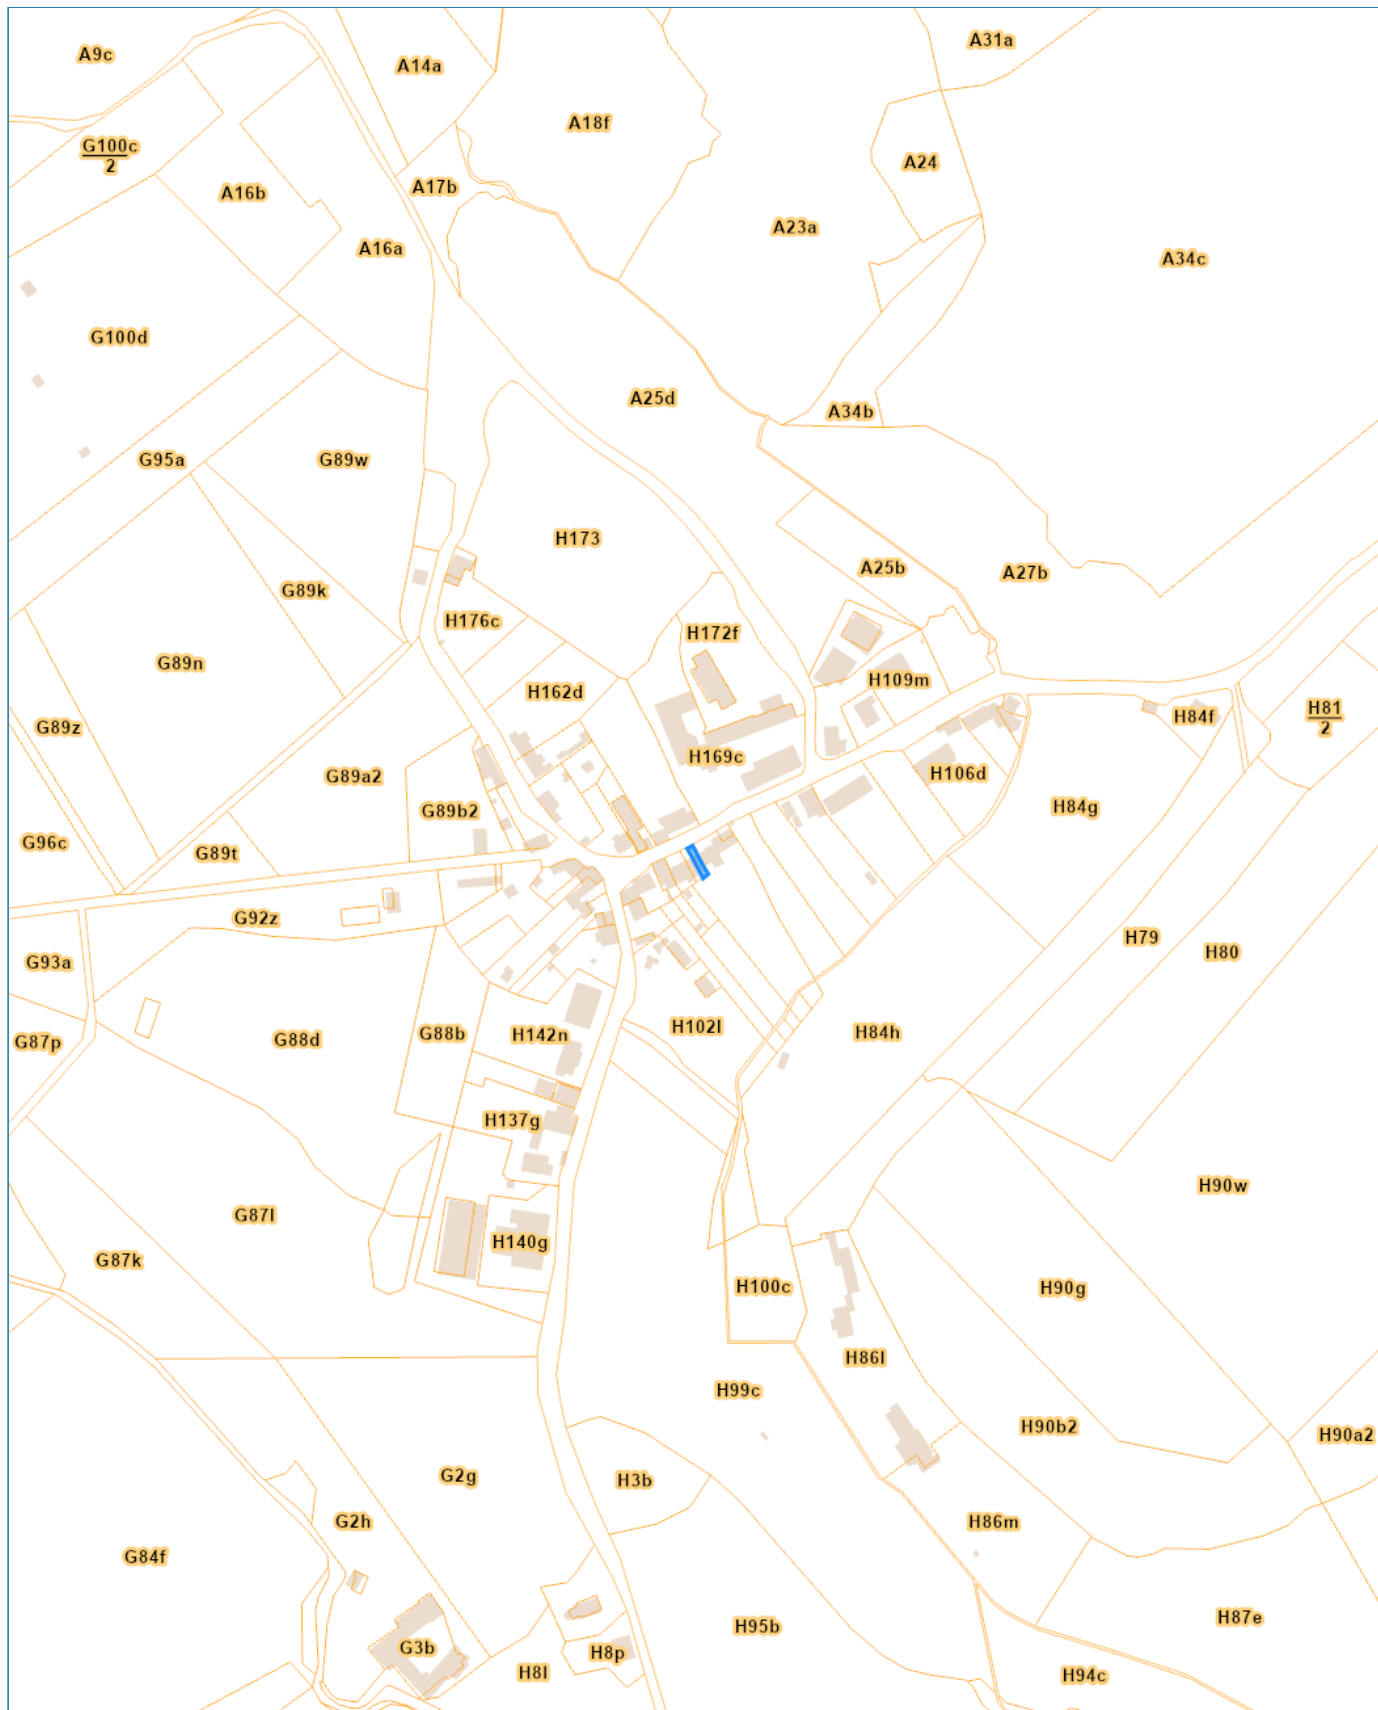 A31a
A9c
A14a
A18f
G100c
2
A24
A17b
A16b
A23a
A16a
A34c
G100d
A25d
A34b
G95a
G89w
H173
A25b
A27b
G89k
H176c
H172f
G89n
H109m
H162d
H84f
H81
2
G89z
H169c
H106d
G89a2
G89b2
H84g
G96c
G89t
G92z
H79
H80
G93a
H102l
H84h
H142n
G88b
G88d
G87p
H137g
H90w
G87l
H140g
G87k
H100c
H90g
H86l
H99c
H90b2
H90a2
G2g
H3b
G2h
H86m
G84f
H87e
H95b
G3b
H8p
H8l
H94c